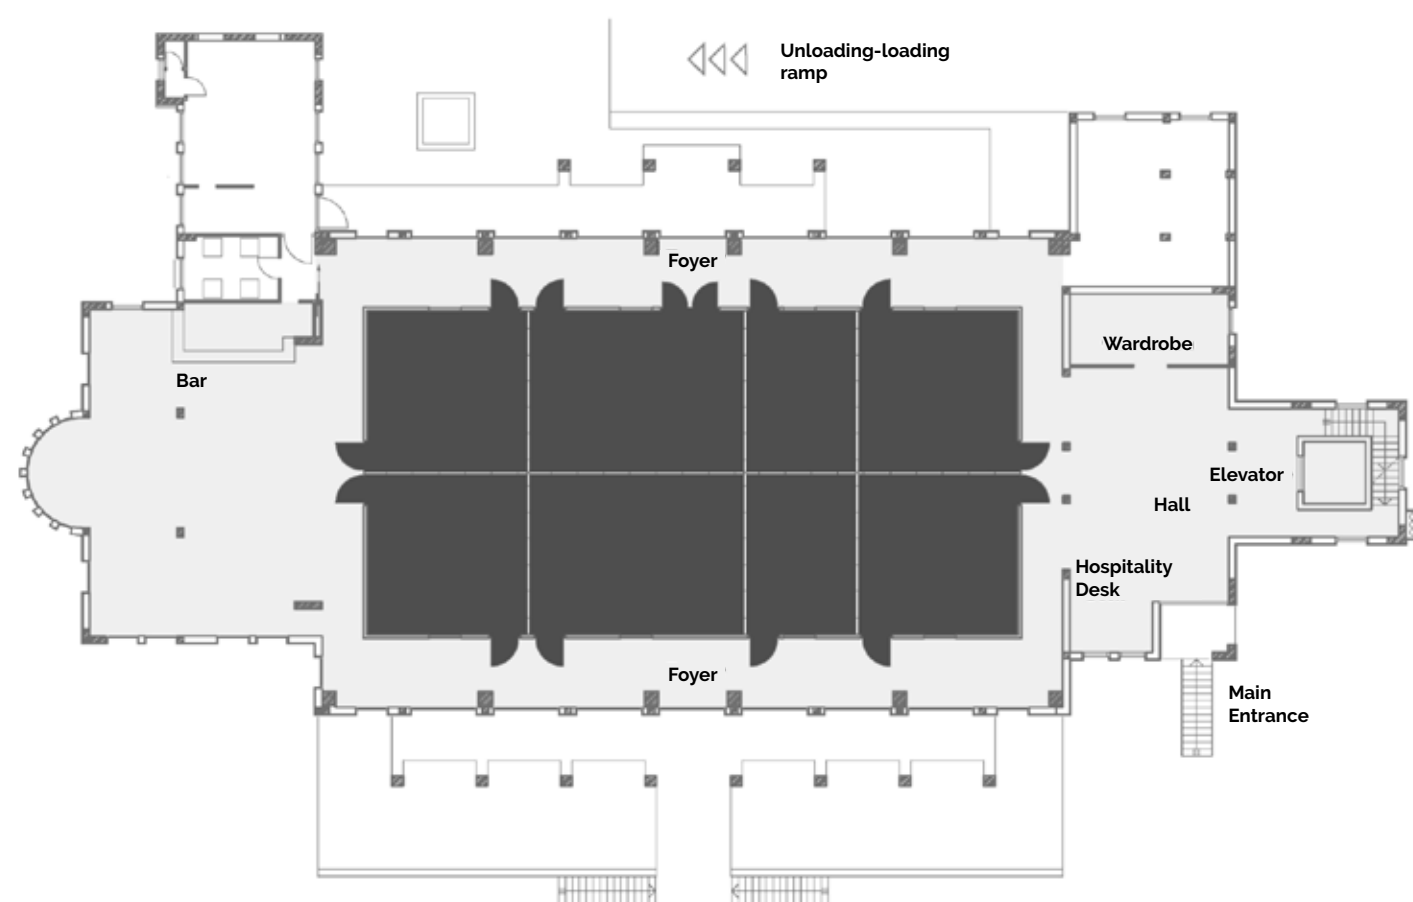 Unloading-loading
ramp
Foyer
Wardrobe
Bar
Elevator
Hall
Hospitality
Desk
Foyer
Main
Entrance